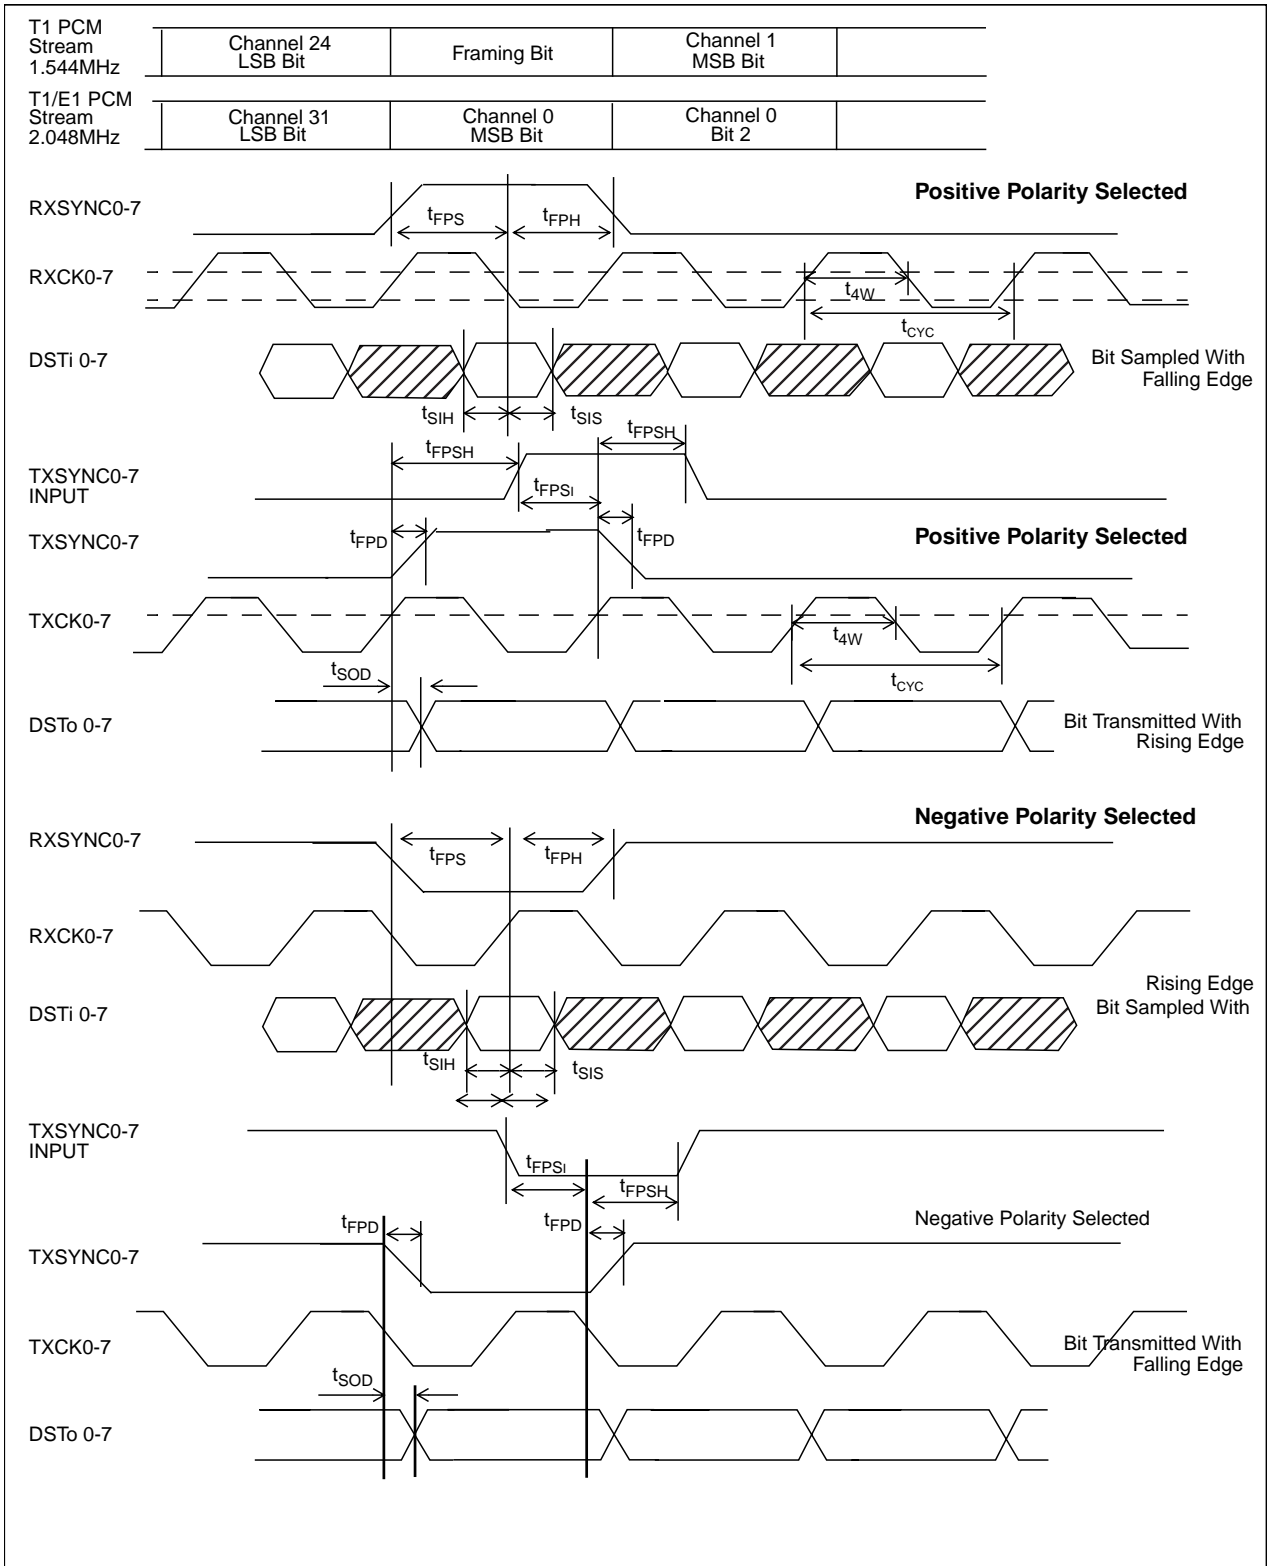 T1 PCM
Stream
1.544MHz
Channel 24
LSB Bit
Framing Bit
Channel 1
MSB Bit
T1/E1 PCM
Stream
2.048MHz
Channel 31
LSB Bit
Channel 0
MSB Bit
Channel 0
Bit 2
Positive Polarity Selected
RXSYNC0-7
tFPS
tFPH
RXCK0-7
t4W
tCYC
DSTi 0-7
Bit Sampled With
Falling Edge
tSIH
tSIS
tFPSH
tFPSH
TXSYNC0-7
INPUT
tFPSI
TXSYNC0-7
tFPD
tFPD
Positive Polarity Selected
TXCK0-7
t4W
tSOD
tCYC
DSTo 0-7
Bit Transmitted With
Rising Edge
Negative Polarity Selected
RXSYNC0-7
tFPS
tFPH
RXCK0-7
Rising Edge
DSTi 0-7
Bit Sampled With
tSIH
tSIS
TXSYNC0-7
INPUT
tFPSI
tFPSH
tFPD
tFPD
Negative Polarity Selected
TXSYNC0-7
TXCK0-7
Bit Transmitted With
Falling Edge
tSOD
DSTo 0-7